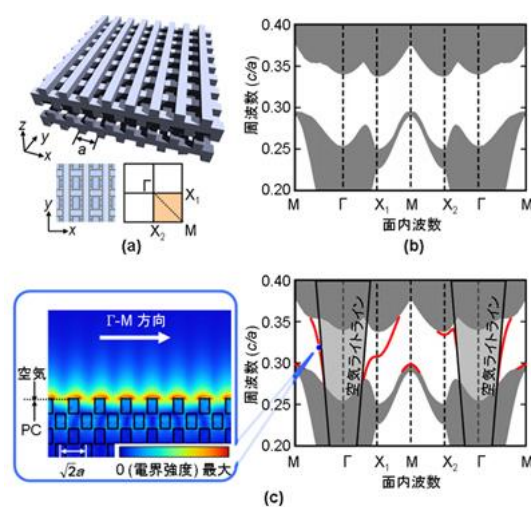 (a)
z
y
x
a
y
x
Γ
X₁
X₂
M
(b)
周波数 (c/a)
0.40
0.35
0.30
0.25
0.20
M Γ X₁ M X₂ Γ M
面内波数
Γ-M 方向
空気
PC
√2a
0 (電界強度) 最大
周波数 (c/a)
0.40
0.35
0.30
0.25
0.20
空気ライトライン
空気ライトライン
M Γ X₁ M X₂ Γ M
面内波数
(c)